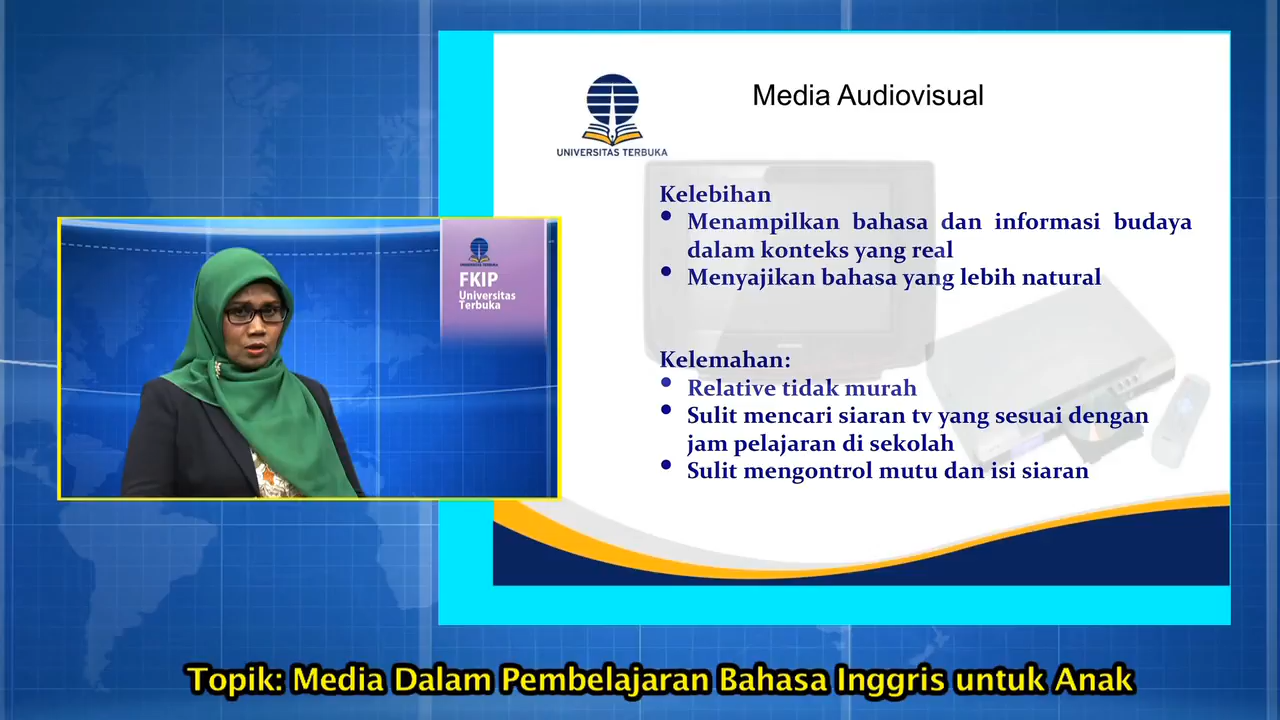 Media Audiovisual
UNIVERSITAS TERBUKA
Kelebihan
• Menampilkan bahasa dan informasi budaya
dalam konteks yang real
• Menyajikan bahasa yang lebih natural
Kelemahan:
• Relative tidak murah
• Sulit mencari siaran tv yang sesuai dengan
jam pelajaran di sekolah
• Sulit mengontrol mutu dan isi siaran
UNIVERSITAS TERBUKA
FKIP
Universitas
Terbuka
Topik: Media Dalam Pembelajaran Bahasa Inggris untuk Anak